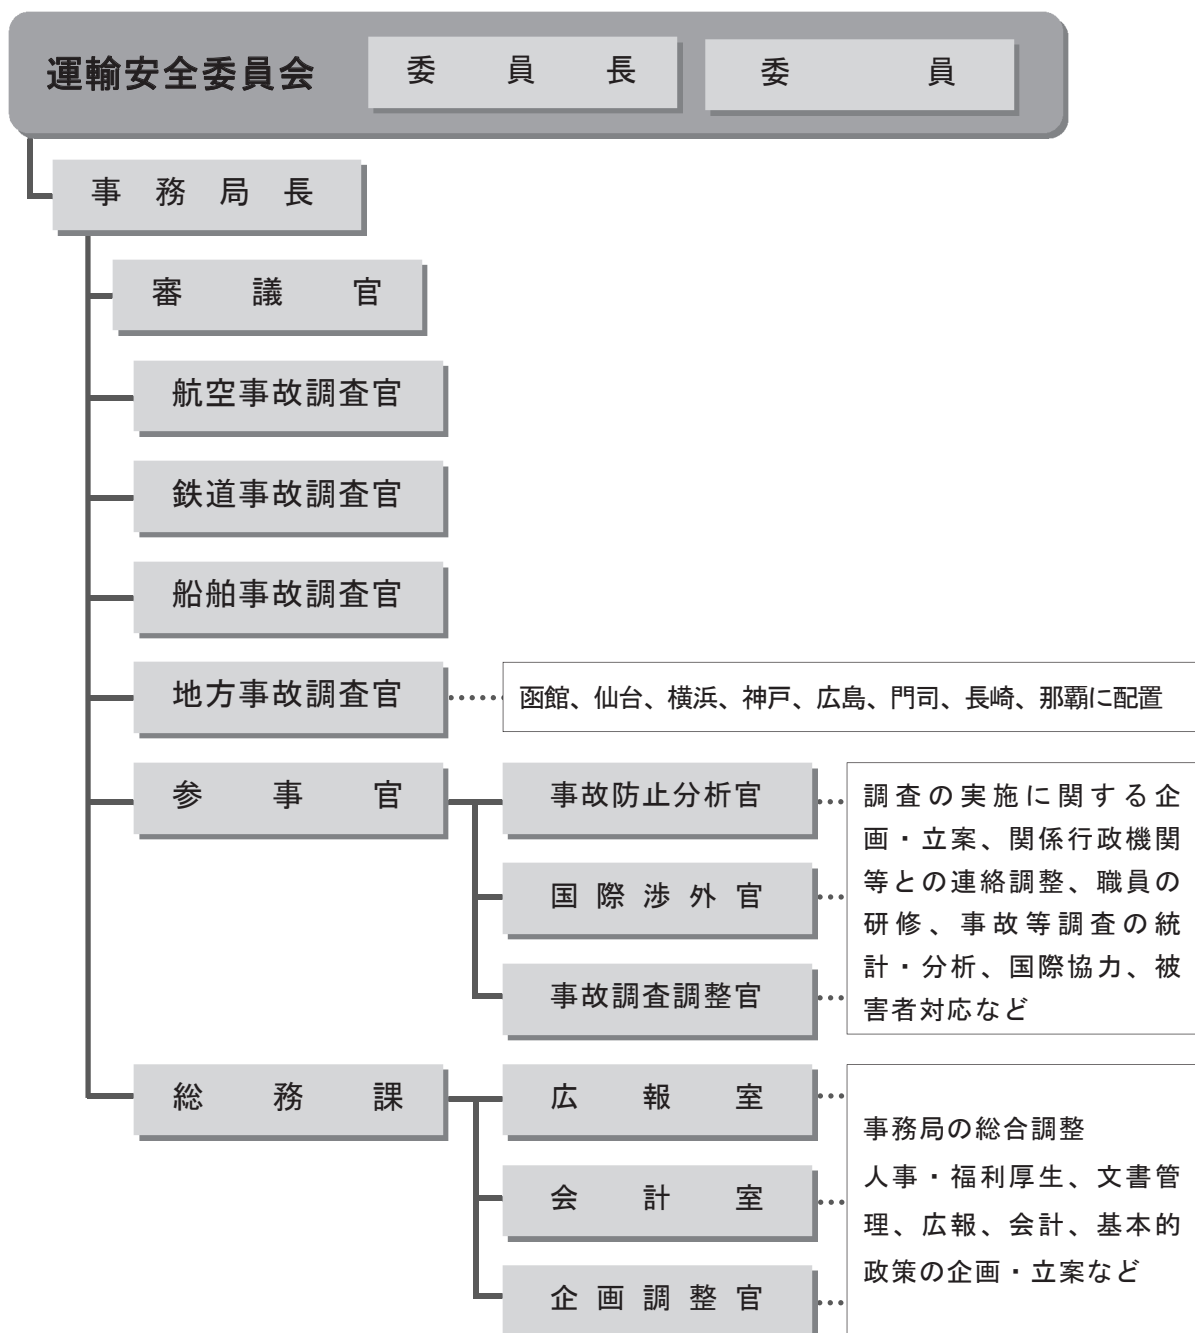 運輸安全委員会 委員長 委員
事務局長
審議官
航空事故調査官
鉄道事故調査官
船舶事故調査官
地方事故調査官
函館、仙台、横浜、神戸、広島、門司、長崎、那覇に配置
参事官
事故防止分析官
国際渉外官
事故調査調整官
調査の実施に関する企
画・立案、関係行政機関
等との連絡調整、職員の
研修、事故等調査の統
計・分析、国際協力、被
害者対応など
総務課
広報室
会計室
企画調整官
事務局の総合調整
人事・福利厚生、文書管
理、広報、会計、基本的
政策の企画・立案など